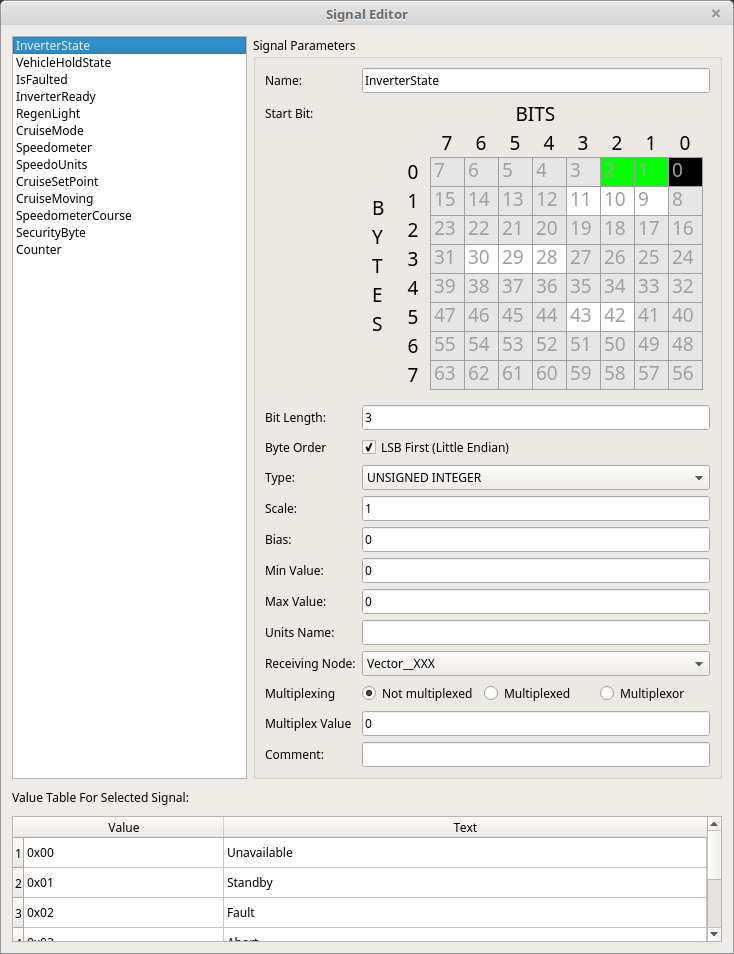 Signal Editor
InverterState
VehicleHoldState
IsFaulted
InverterReady
RegenLight
CruiseMode
Speedometer
SpeedoUnits
CruiseSetPoint
CruiseMoving
SpeedometerCourse
SecurityByte
Counter
Signal Parameters
Name: InverterState
Start Bit: BITS
7 6 5 4 3 2 1 0
BYTES
0 7 6 5 4 3 2 1 0
1 15 14 13 12 11 10 9 8
2 23 22 21 20 19 18 17 16
3 31 30 29 28 27 26 25 24
4 39 38 37 36 35 34 33 32
5 47 46 45 44 43 42 41 40
6 55 54 53 52 51 50 49 48
7 63 62 61 60 59 58 57 56
Bit Length: 3
Byte Order LSB First (Little Endian)
Type: UNSIGNED INTEGER
Scale: 1
Bias: 0
Min Value: 0
Max Value: 0
Units Name:
Receiving Node: Vector__XXX
Multiplexing Not multiplexed Multiplexed Multiplexor
Multiplex Value 0
Comment:
Value Table For Selected Signal:
Value Text
1 0x00 Unavailable
2 0x01 Standby
3 0x02 Fault